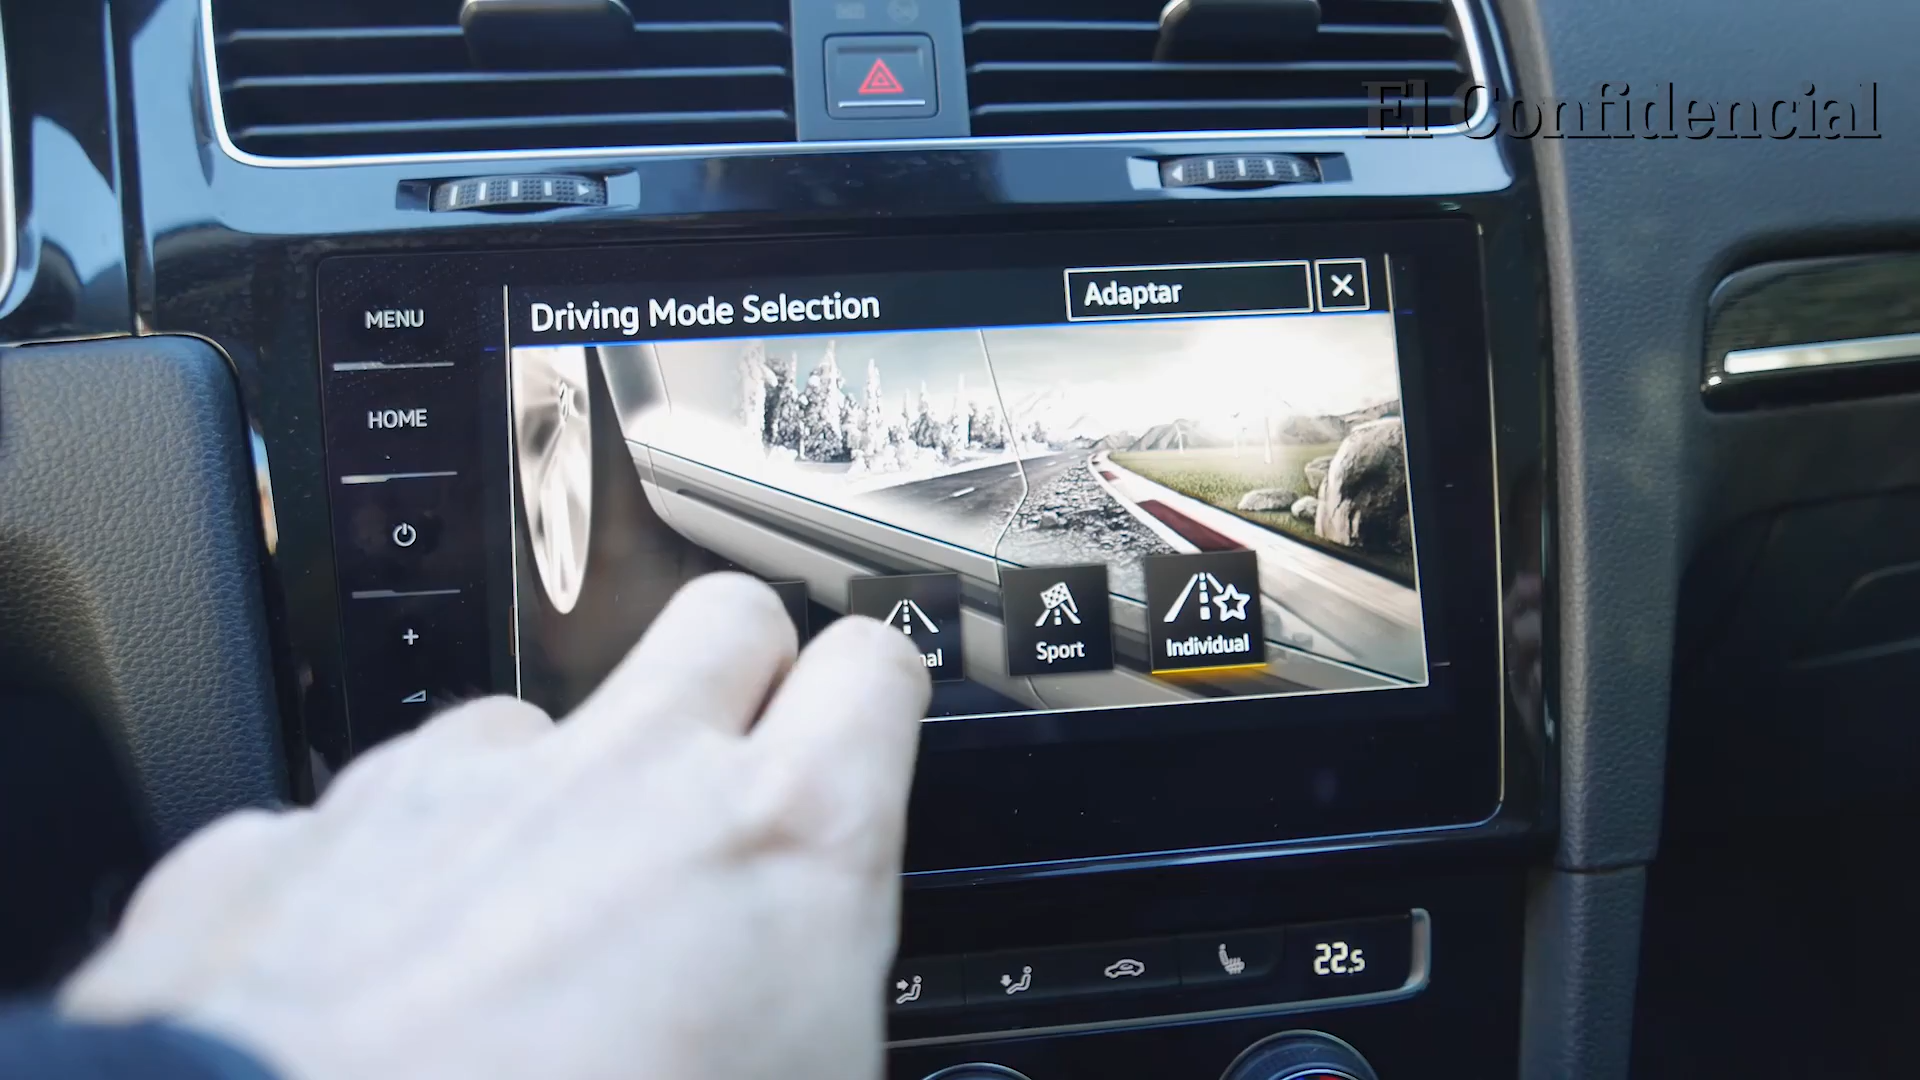 El Confidencial
MENU
HOME
Driving Mode Selection
Adaptar
Sport
Individual
22.5